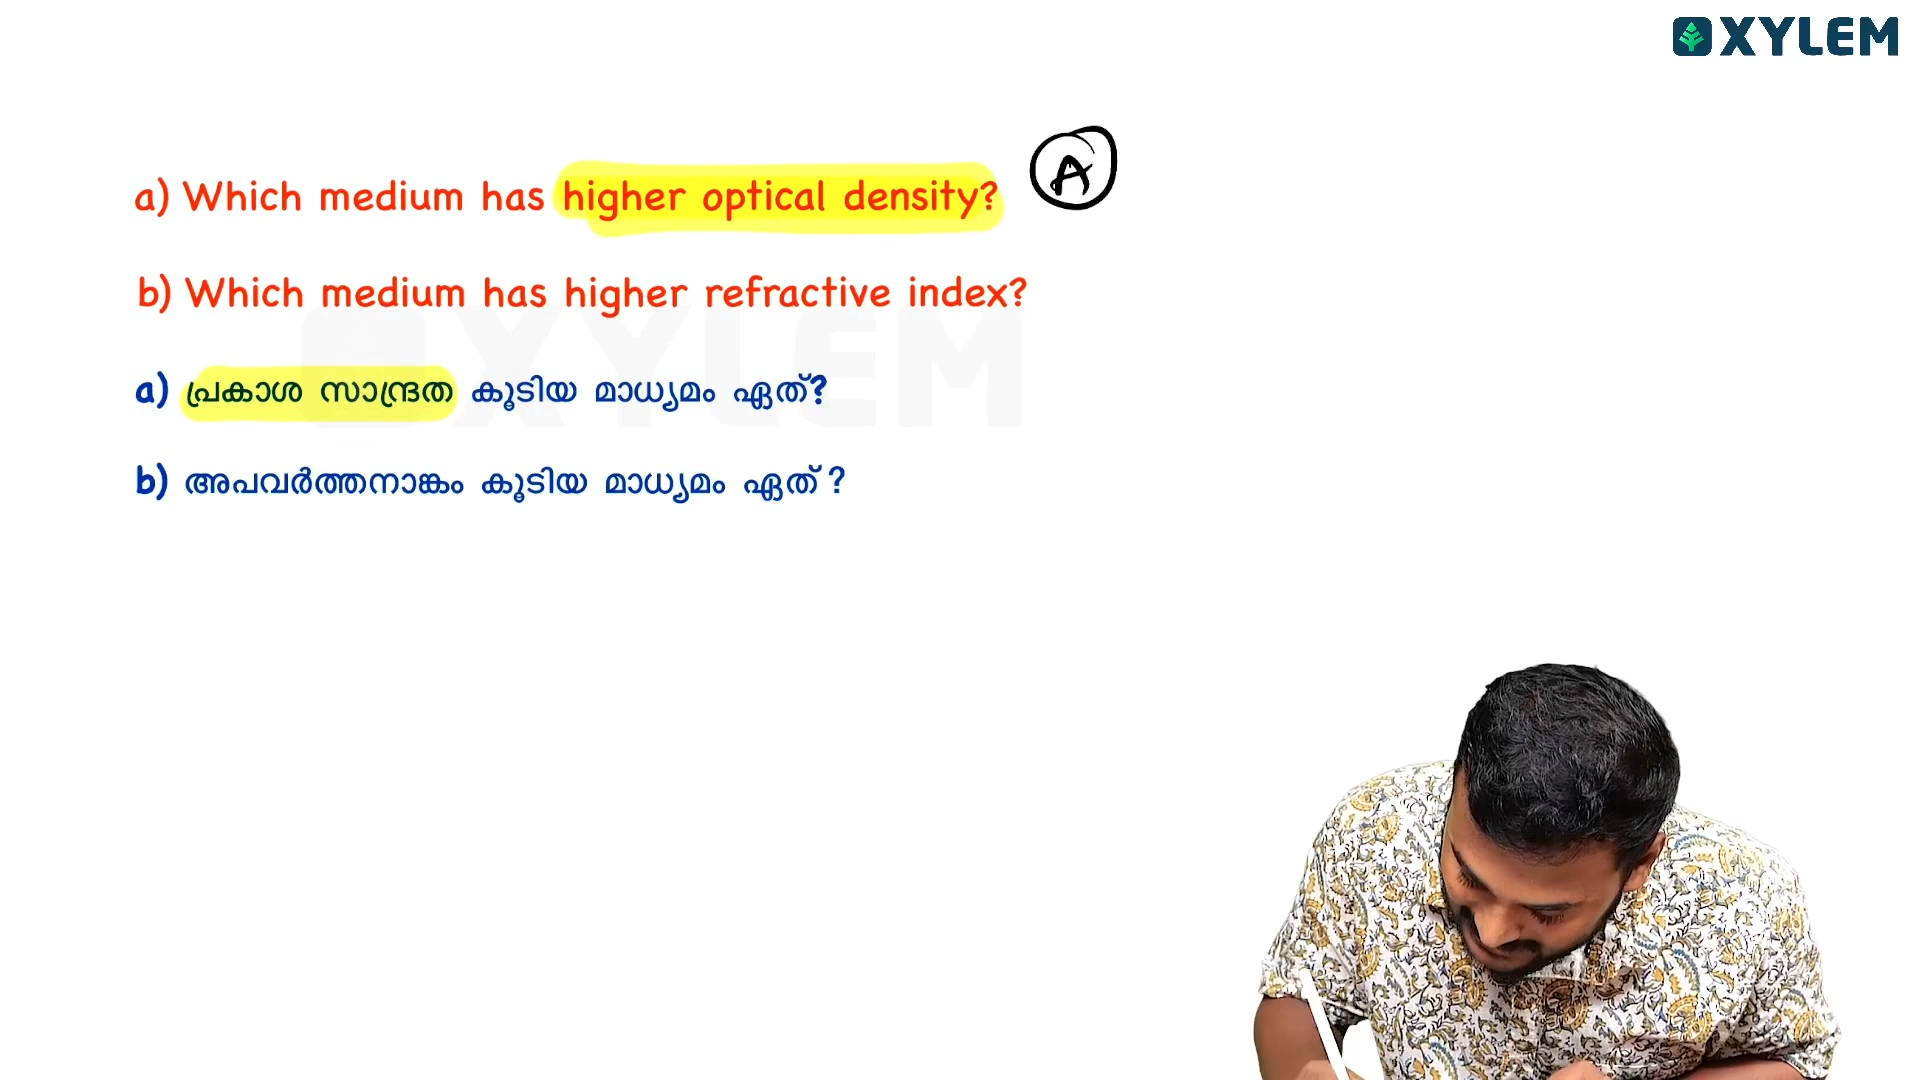 XYLEM
a) Which medium has higher optical density? A
b) Which medium has higher refractive index?
XYLEM
a) പ്രകാശ സാന്ദ്രത കൂടിയ മാധ്യമം ഏത്?
b) അപവർത്തനാങ്കം കൂടിയ മാധ്യമം ഏത് ?